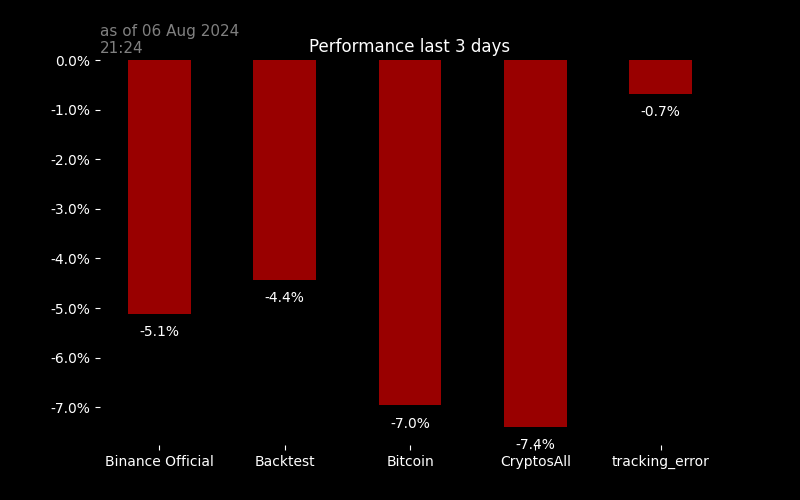 as of 06 Aug 2024
21:24
Performance last 3 days
0.0%
-1.0%
-2.0%
-3.0%
-4.0%
-5.0%
-6.0%
-7.0%
-5.1%
-4.4%
-7.0%
-7.4%
-0.7%
Binance Official
Backtest
Bitcoin
CryptosAll
tracking_error